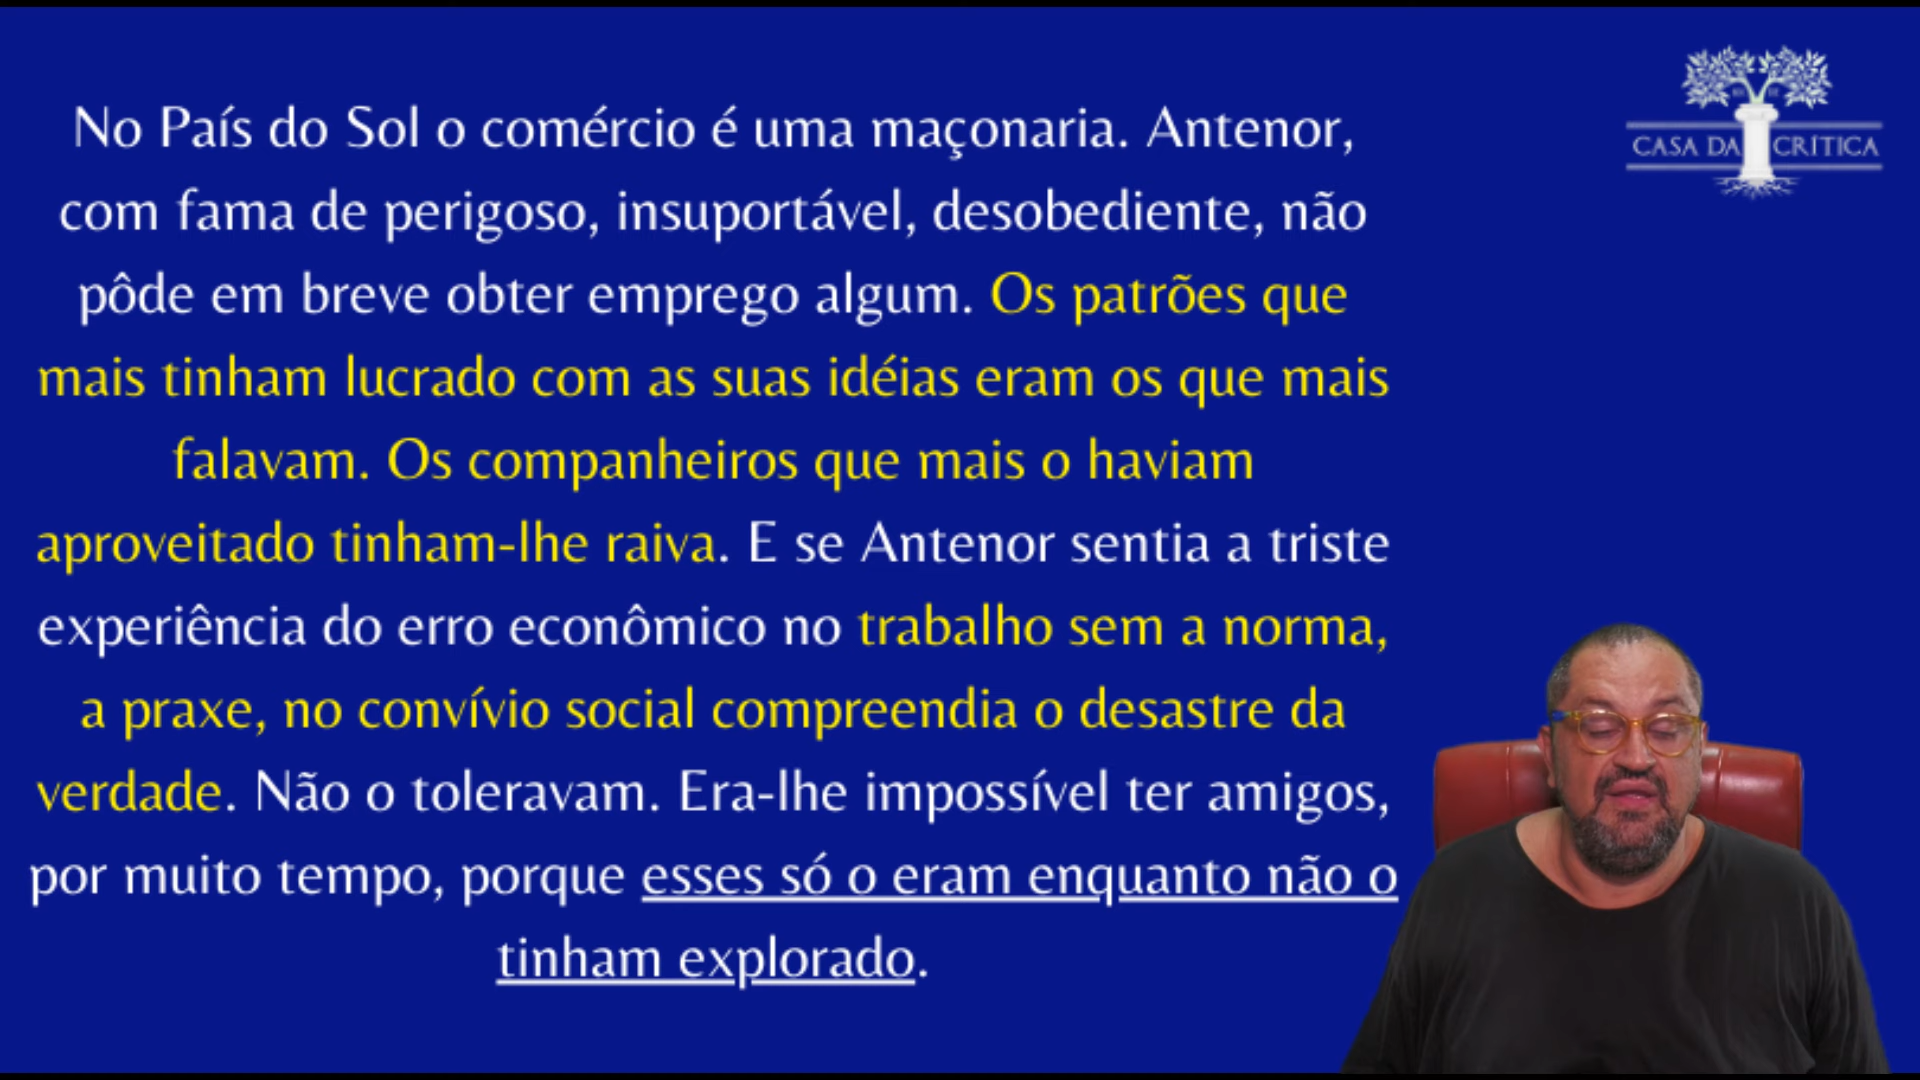 No País do Sol o comércio é uma maçonaria. Antenor,
com fama de perigoso, insuportável, desobediente, não
pôde em breve obter emprego algum. Os patrões que
mais tinham lucrado com as suas idéias eram os que mais
falavam. Os companheiros que mais o haviam
aproveitado tinham-lhe raiva. E se Antenor sentia a triste
experiência do erro econômico no trabalho sem a norma,
a praxe, no convívio social compreendia o desastre da
verdade. Não o toleravam. Era-lhe impossível ter amigos,
por muito tempo, porque esses só o eram enquanto não o
tinham explorado.
CASA DA CRÍTICA